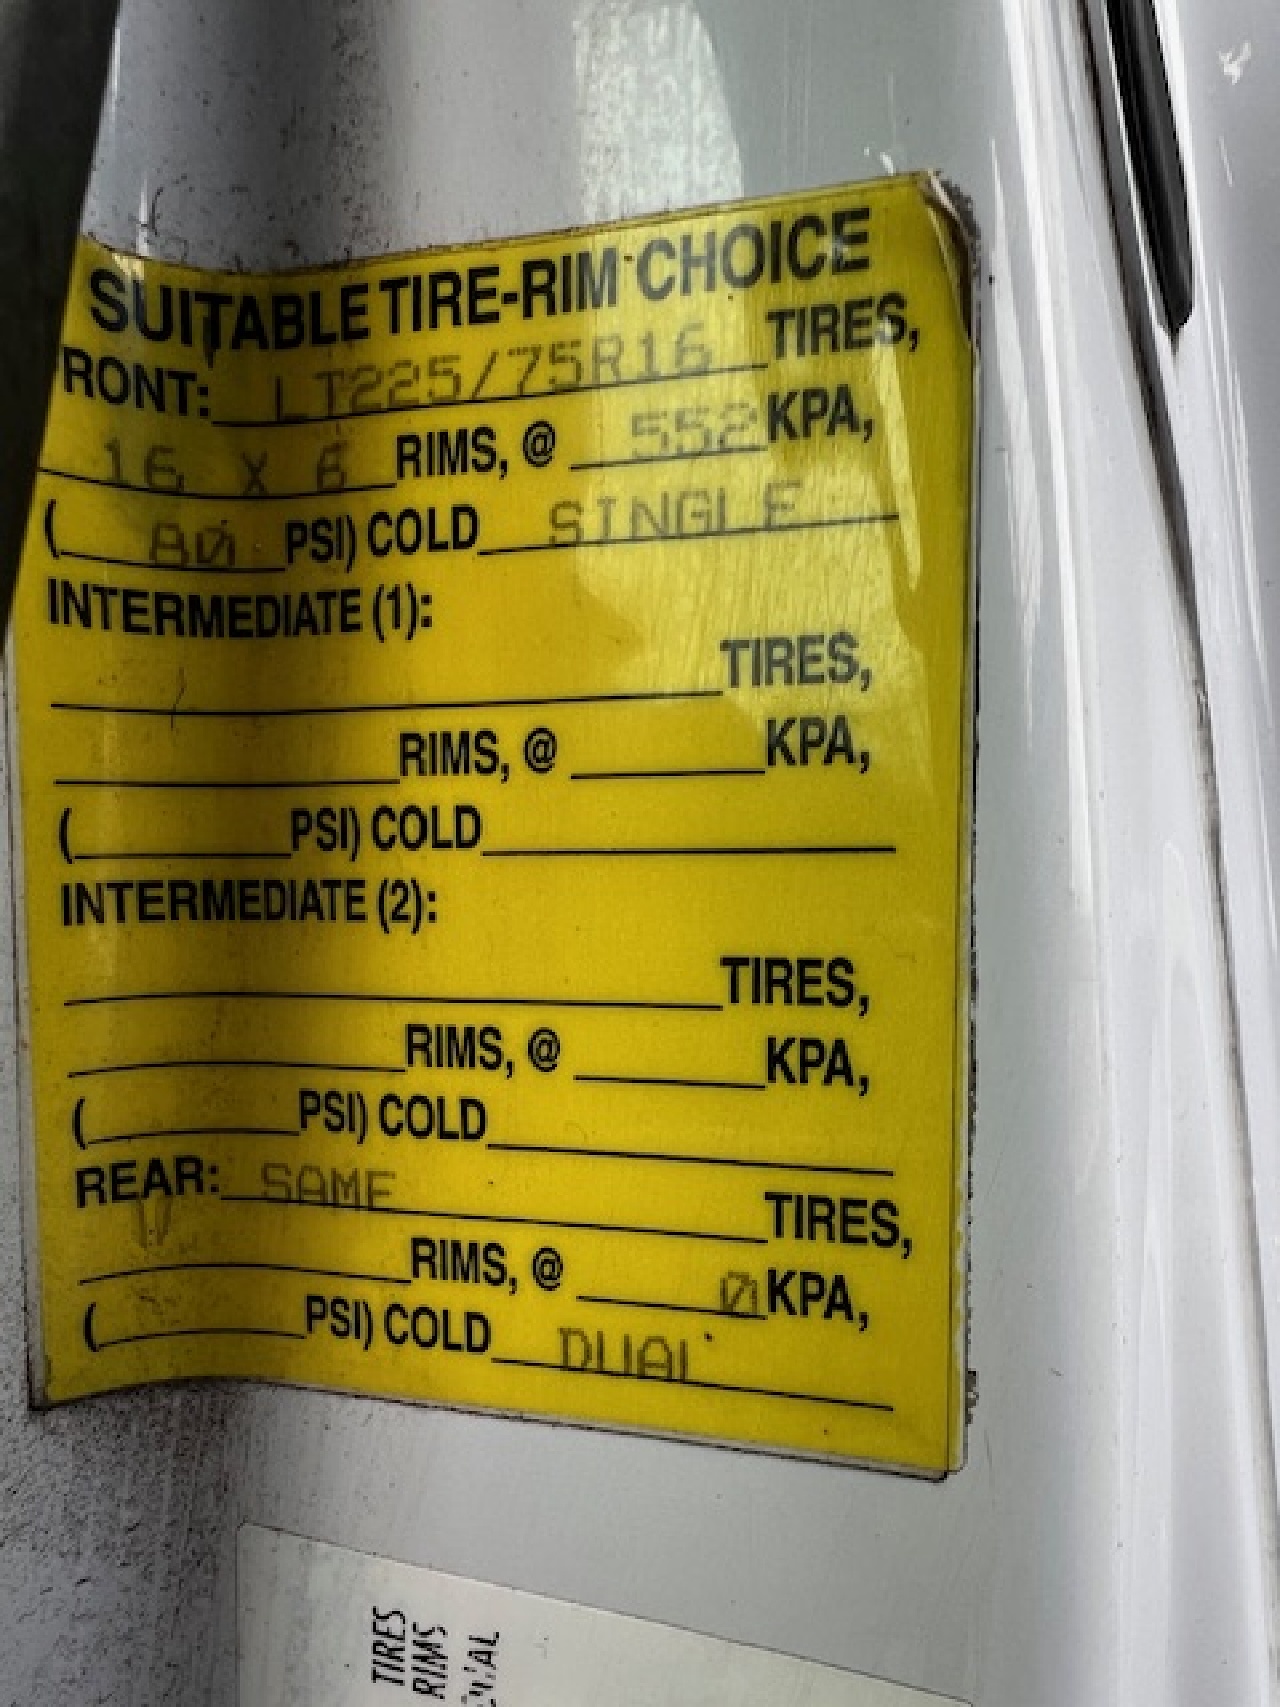 SUITABLE TIRE-RIM CHOICE
RONT: LT225/75R16 TIRES,
16 X 6 RIMS, @ 552 KPA,
( 80 PSI) COLD SINGLE
INTERMEDIATE (1):
TIRES,
RIMS, @ KPA,
( PSI) COLD
INTERMEDIATE (2):
TIRES,
RIMS, @ KPA,
( PSI) COLD
REAR: SAME TIRES,
RIMS, @ 0 KPA,
( PSI) COLD DUAL
TIRES
RIMS